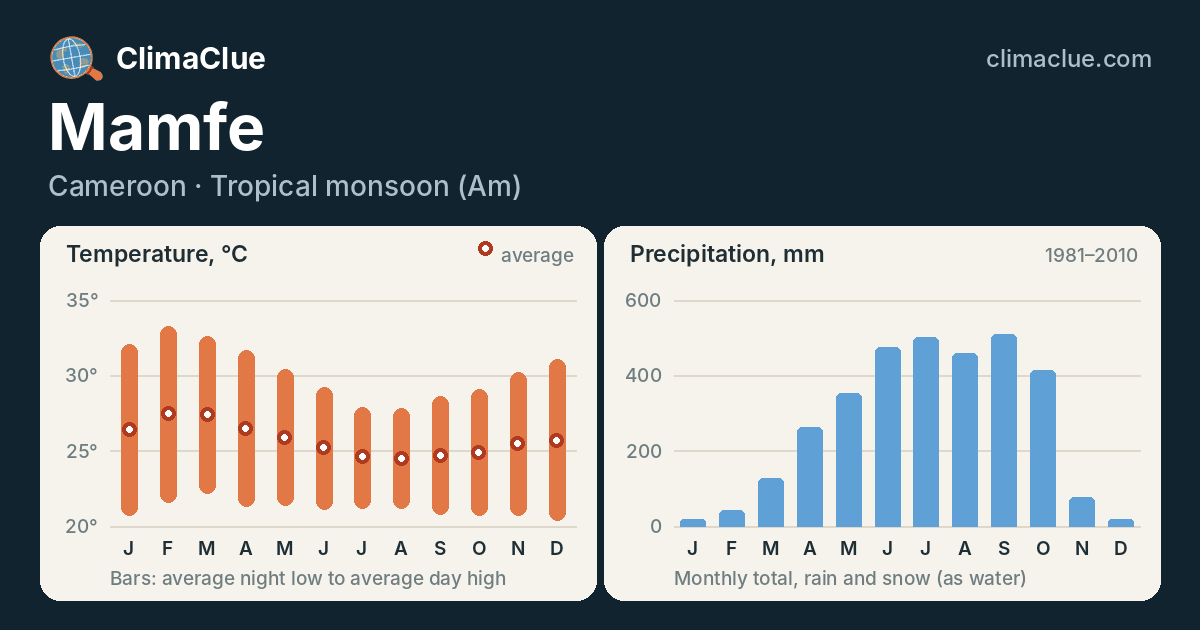 ClimaClue
climaclue.com
Mamfe
Cameroon · Tropical monsoon (Am)
Temperature, °C
average
35°
30°
25°
20°
J F M A M J J A S O N D
Bars: average night low to average day high
Precipitation, mm
1981–2010
600
400
200
0
J F M A M J J A S O N D
Monthly total, rain and snow (as water)